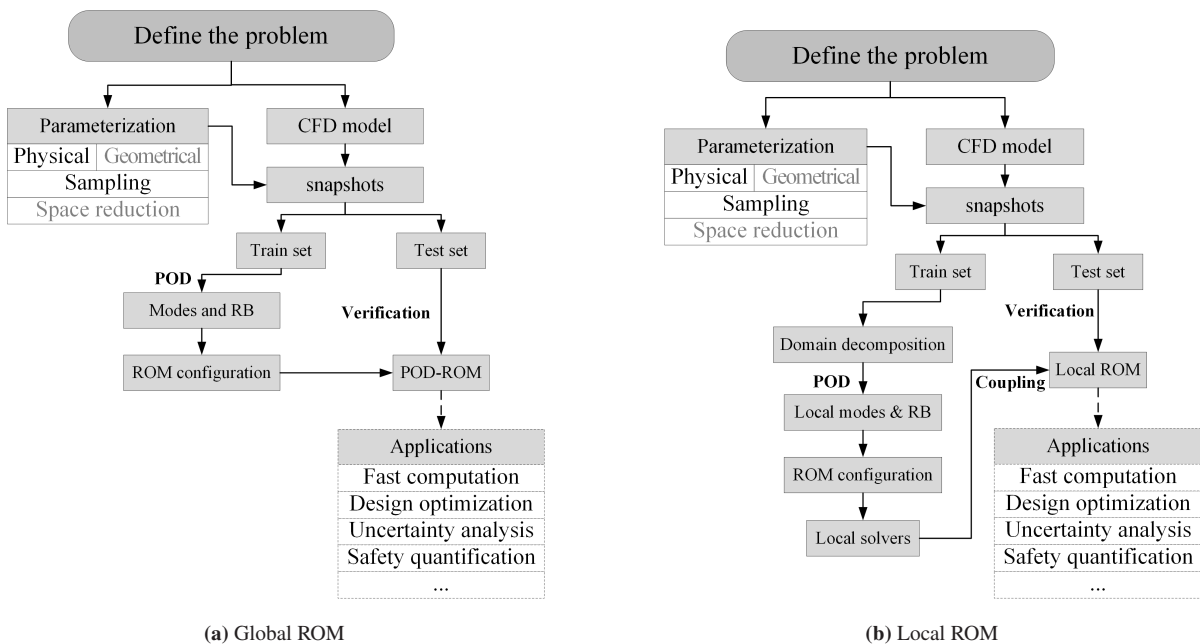 Define the problem
Parameterization
CFD model
Physical
Geometrical
Sampling
snapshots
Space reduction
Train set
Test set
POD
Modes and RB
Verification
ROM configuration
POD-ROM
Applications
Fast computation
Design optimization
Uncertainty analysis
Safety quantification
...
(a) Global ROM
Define the problem
Parameterization
CFD model
Physical
Geometrical
Sampling
snapshots
Space reduction
Train set
Test set
Verification
Domain decomposition
POD
Coupling
Local ROM
Local modes & RB
Applications
ROM configuration
Fast computation
Design optimization
Local solvers
Uncertainty analysis
Safety quantification
...
(b) Local ROM